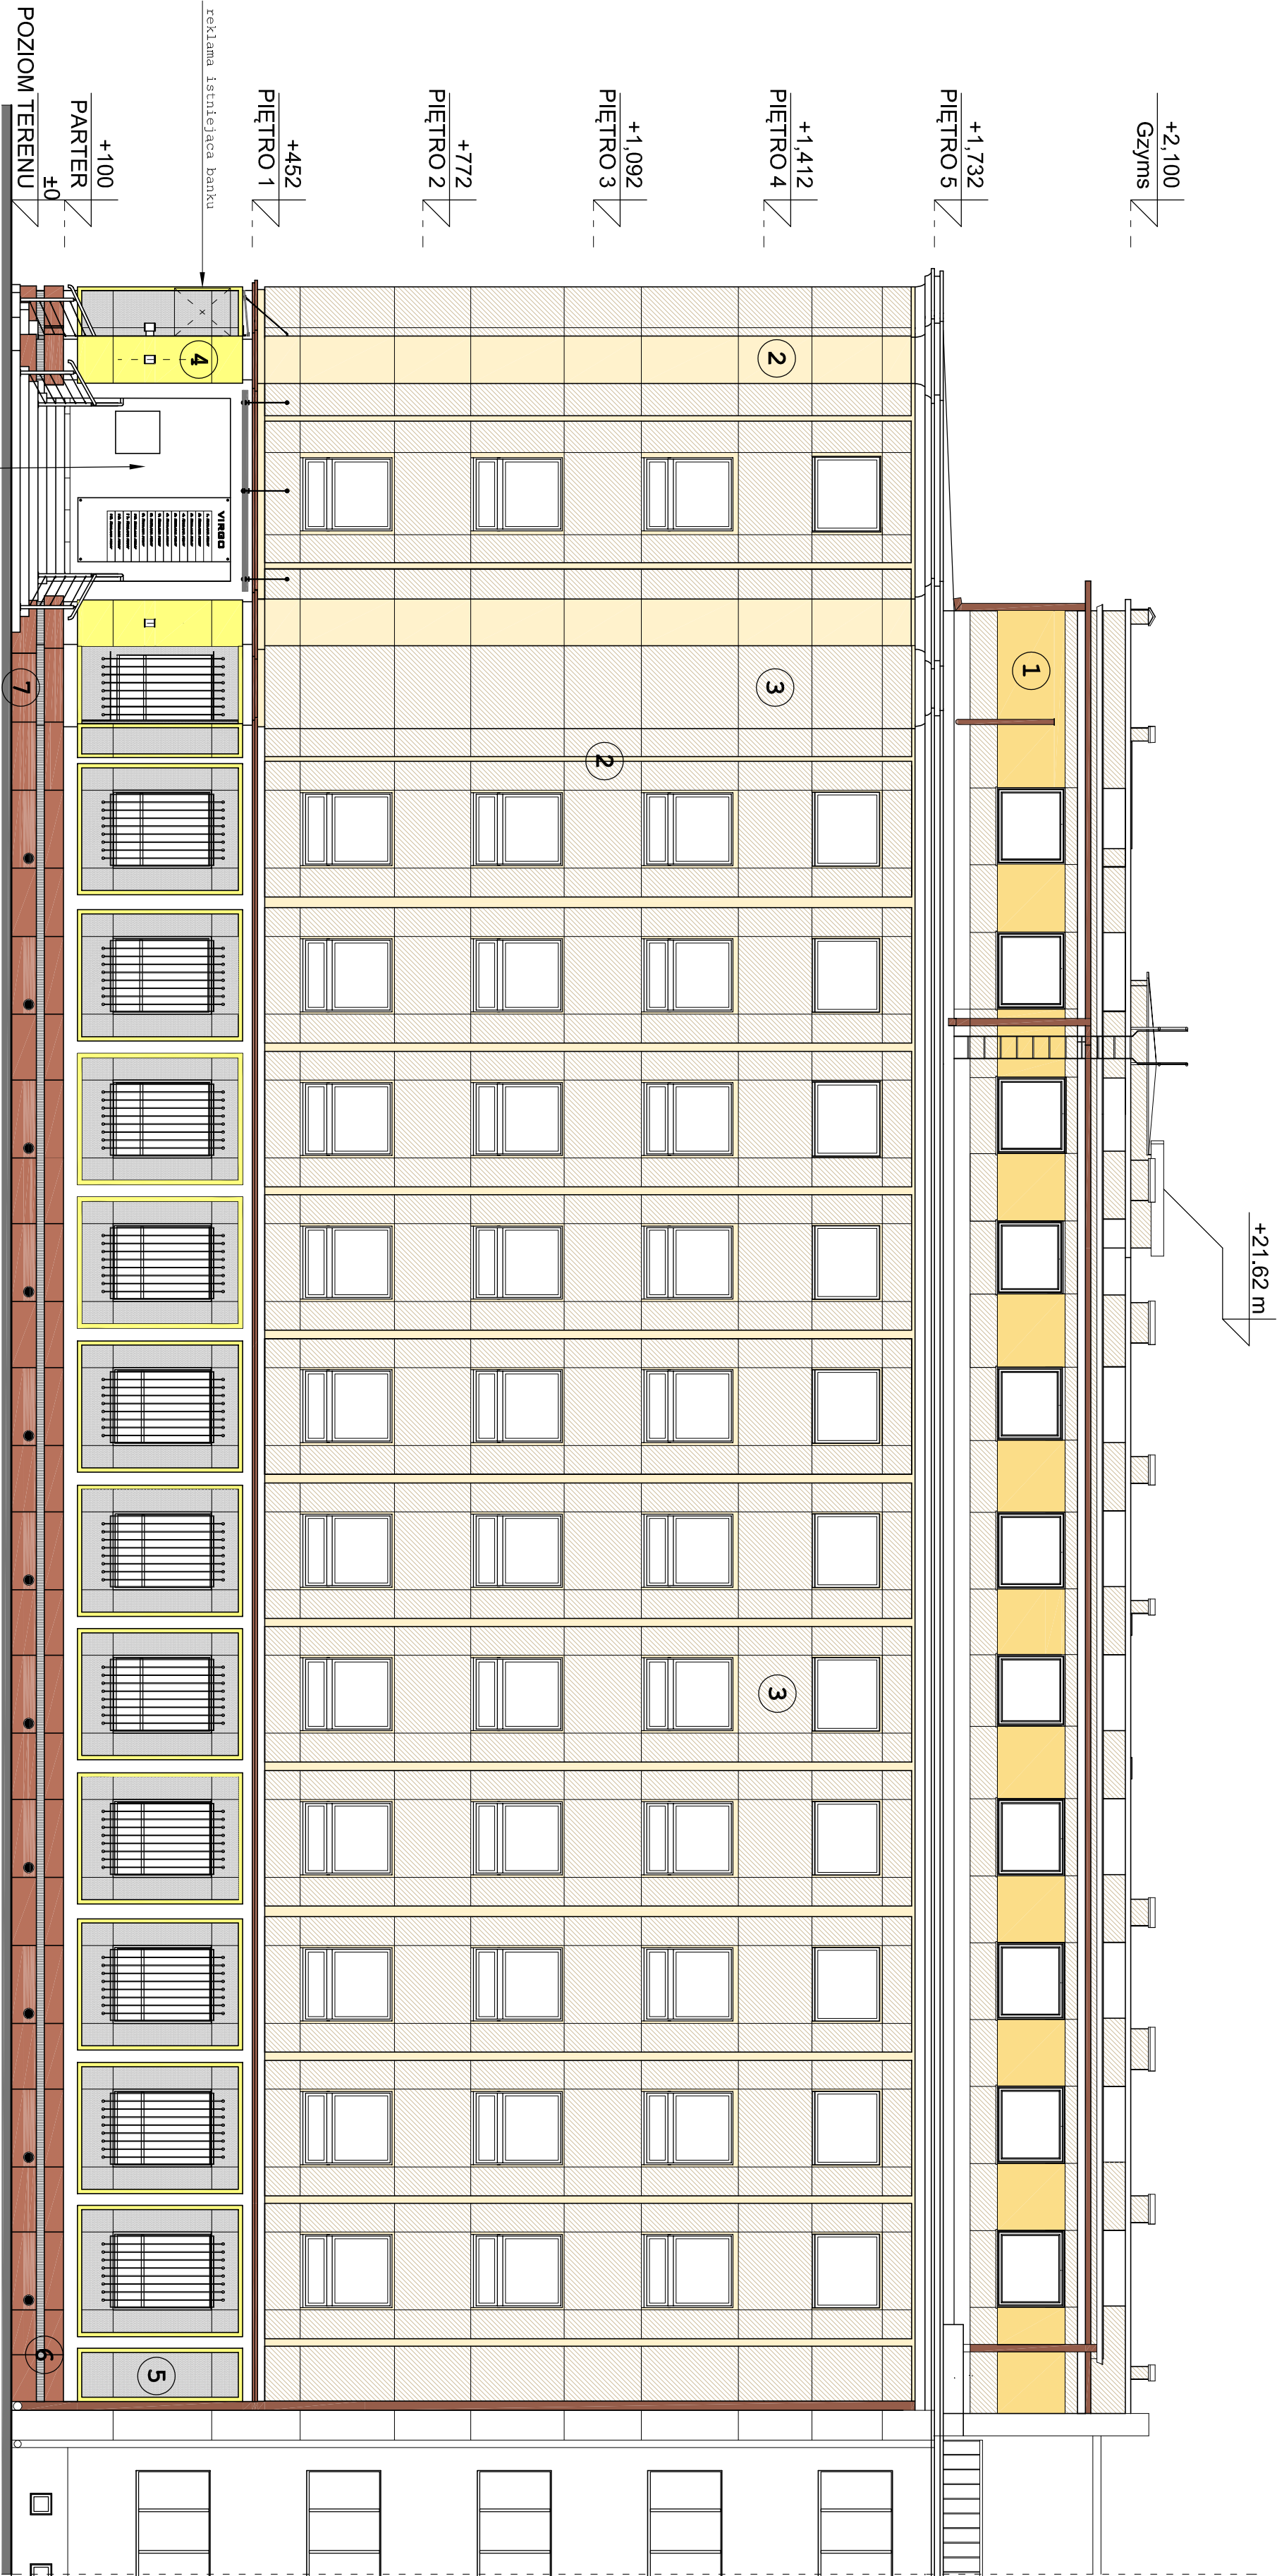 +21.62 m
+2,100
Gzyms
+1,732
PIĘTRO 5
+1,412
PIĘTRO 4
+1,092
PIĘTRO 3
+772
PIĘTRO 2
+452
PIĘTRO 1
reklama istniejąca banku
+100
PARTER
±0
POZIOM TERENU
1
2
3
2
3
4
VIRGO
x
5
6
7